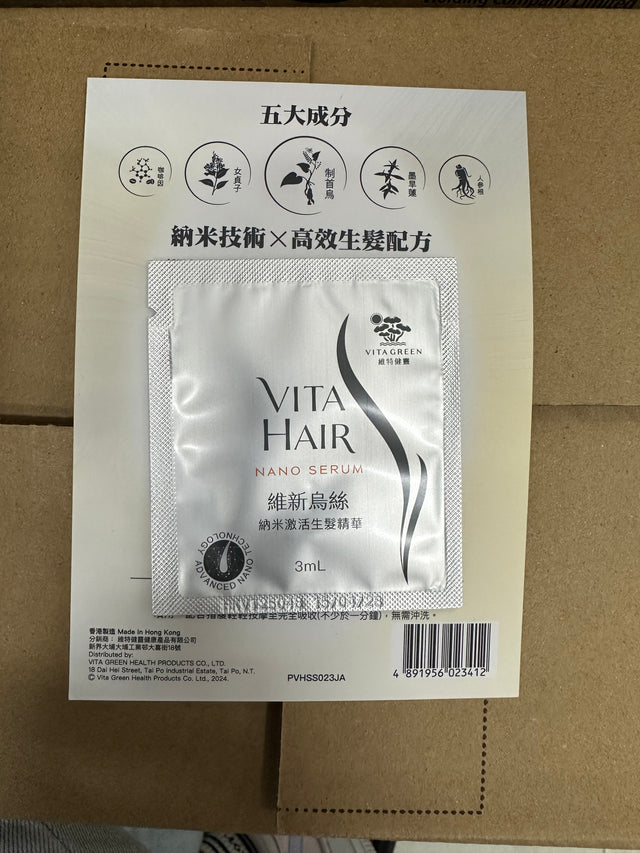 Holding Company Limited
五大成分
咖啡因
女貞子
制首烏
墨旱蓮
人參根
納米技術×高效生髮配方
VITAGREEN
維特健靈
VITA
HAIR
NANO SERUM
維新烏絲
納米激活生髮精華
3mL
ADVANCED NANO TECHNOLOGY
配合指腹輕輕按摩至完全吸收(不少於一分鐘)，無需沖洗。
香港製造 Made in Hong Kong
分銷商：維特健靈健康產品有限公司
新界大埔大埔工業邨大喜街18號
Distributed by:
VITA GREEN HEALTH PRODUCTS CO., LTD.
18 Dai Hei Street, Tai Po Industrial Estate, Tai Po, N.T.
© Vita Green Health Products Co. Ltd., 2024.
PVHSS023JA
4 891956 023412